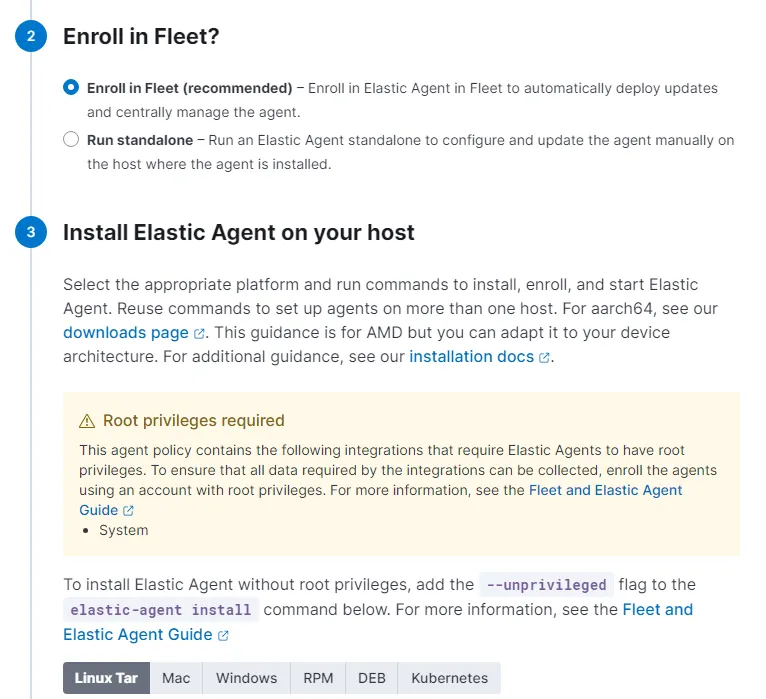 2
Enroll in Fleet?
Enroll in Fleet (recommended) – Enroll in Elastic Agent in Fleet to automatically deploy updates
and centrally manage the agent.
Run standalone – Run an Elastic Agent standalone to configure and update the agent manually on
the host where the agent is installed.
3
Install Elastic Agent on your host
Select the appropriate platform and run commands to install, enroll, and start Elastic
Agent. Reuse commands to set up agents on more than one host. For aarch64, see our
downloads page. This guidance is for AMD but you can adapt it to your device
architecture. For additional guidance, see our installation docs.
Root privileges required
This agent policy contains the following integrations that require Elastic Agents to have root
privileges. To ensure that all data required by the integrations can be collected, enroll the agents
using an account with root privileges. For more information, see the Fleet and Elastic Agent
Guide
• System
To install Elastic Agent without root privileges, add the --unprivileged flag to the
elastic-agent install command below. For more information, see the Fleet and
Elastic Agent Guide
Linux Tar Mac Windows RPM DEB Kubernetes